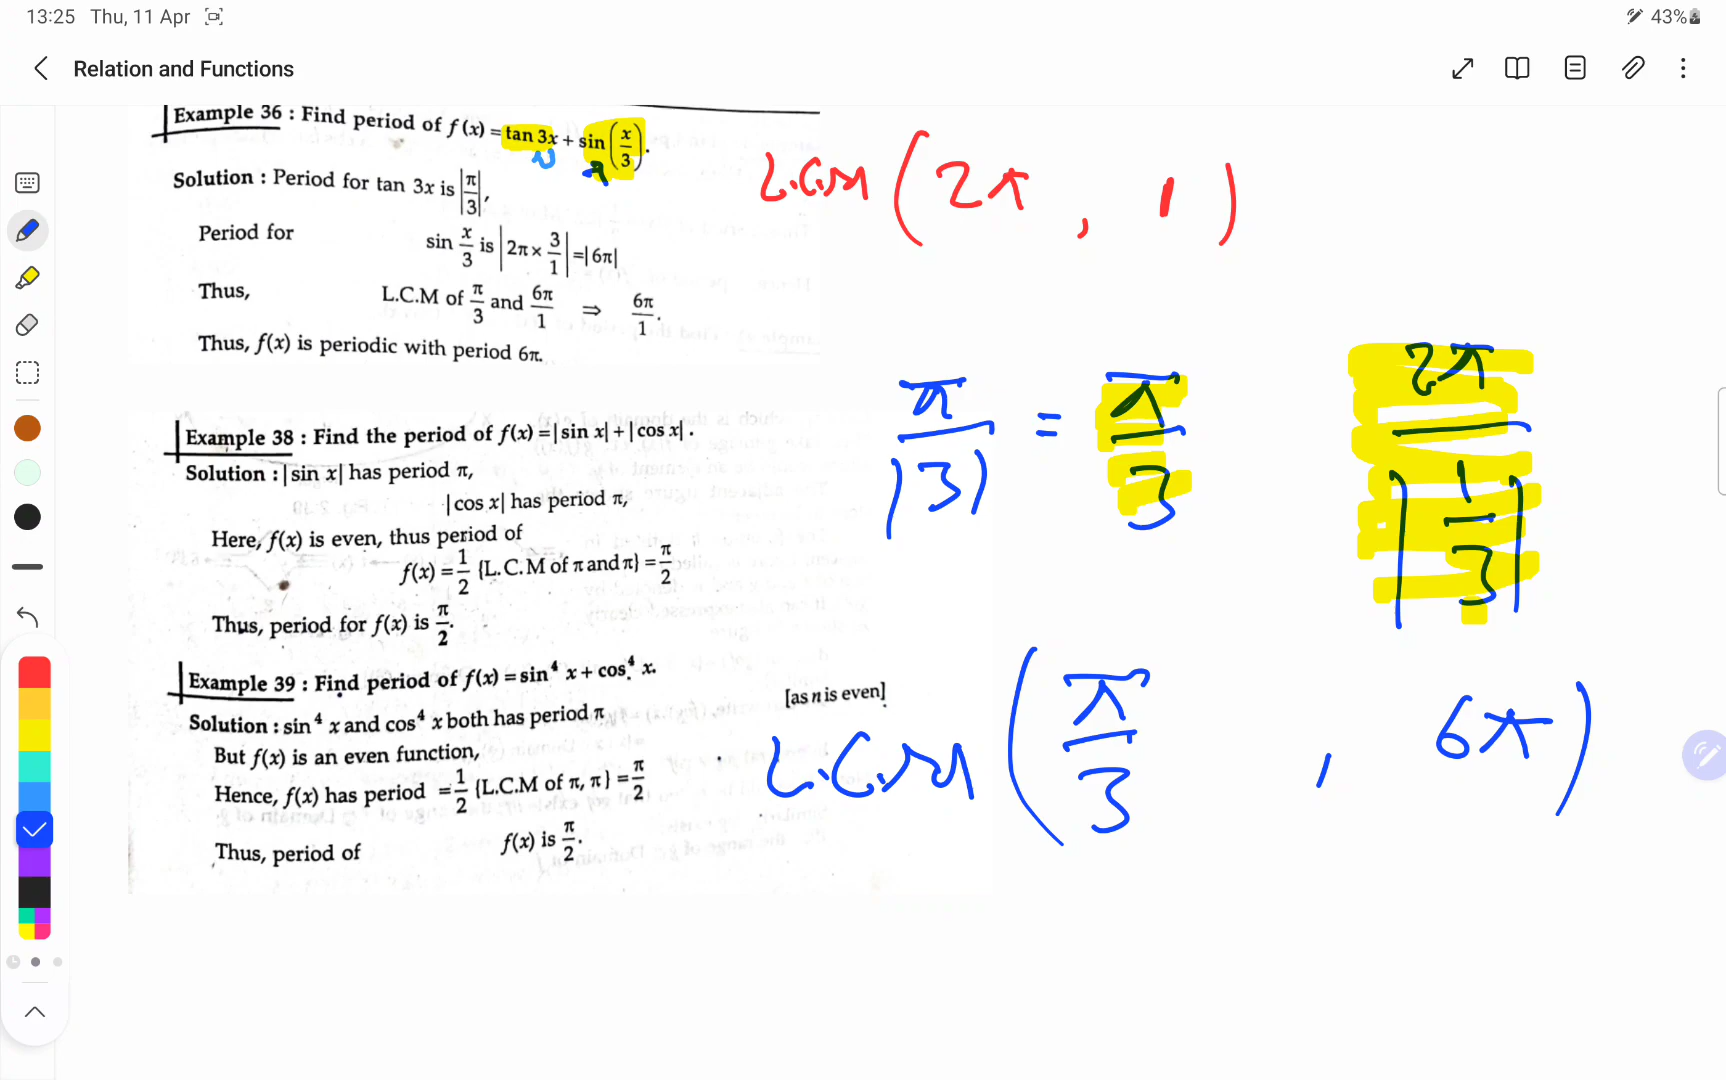 13:25 Thu, 11 Apr 43%
Relation and Functions
Example 36 : Find period of f (x) = tan 3x + sin (x/3).
Solution : Period for tan 3x is |π/3|,
Period for sin x/3 is |2π × 3/1| = |6π|
Thus, L.C.M of π/3 and 6π/1 ⇒ 6π/1.
Thus, f(x) is periodic with period 6π.
Example 38 : Find the period of f(x) = |sin x| + |cos x|.
Solution : |sin x| has period π,
|cos x| has period π,
Here, f(x) is even, thus period of
f(x) = 1/2 {L.C.M of π and π} = π/2
Thus, period for f(x) is π/2.
Example 39 : Find period of f(x) = sin⁴ x + cos⁴ x.
Solution : sin⁴ x and cos⁴ x both has period π [as n is even]
But f(x) is an even function,
Hence, f(x) has period = 1/2 {L.C.M of π, π} = π/2
Thus, period of f(x) is π/2.
L.C.M (2π , 1)
π/|3| = π/3
2π/|1/3|
L.C.M (π/3 , 6π)